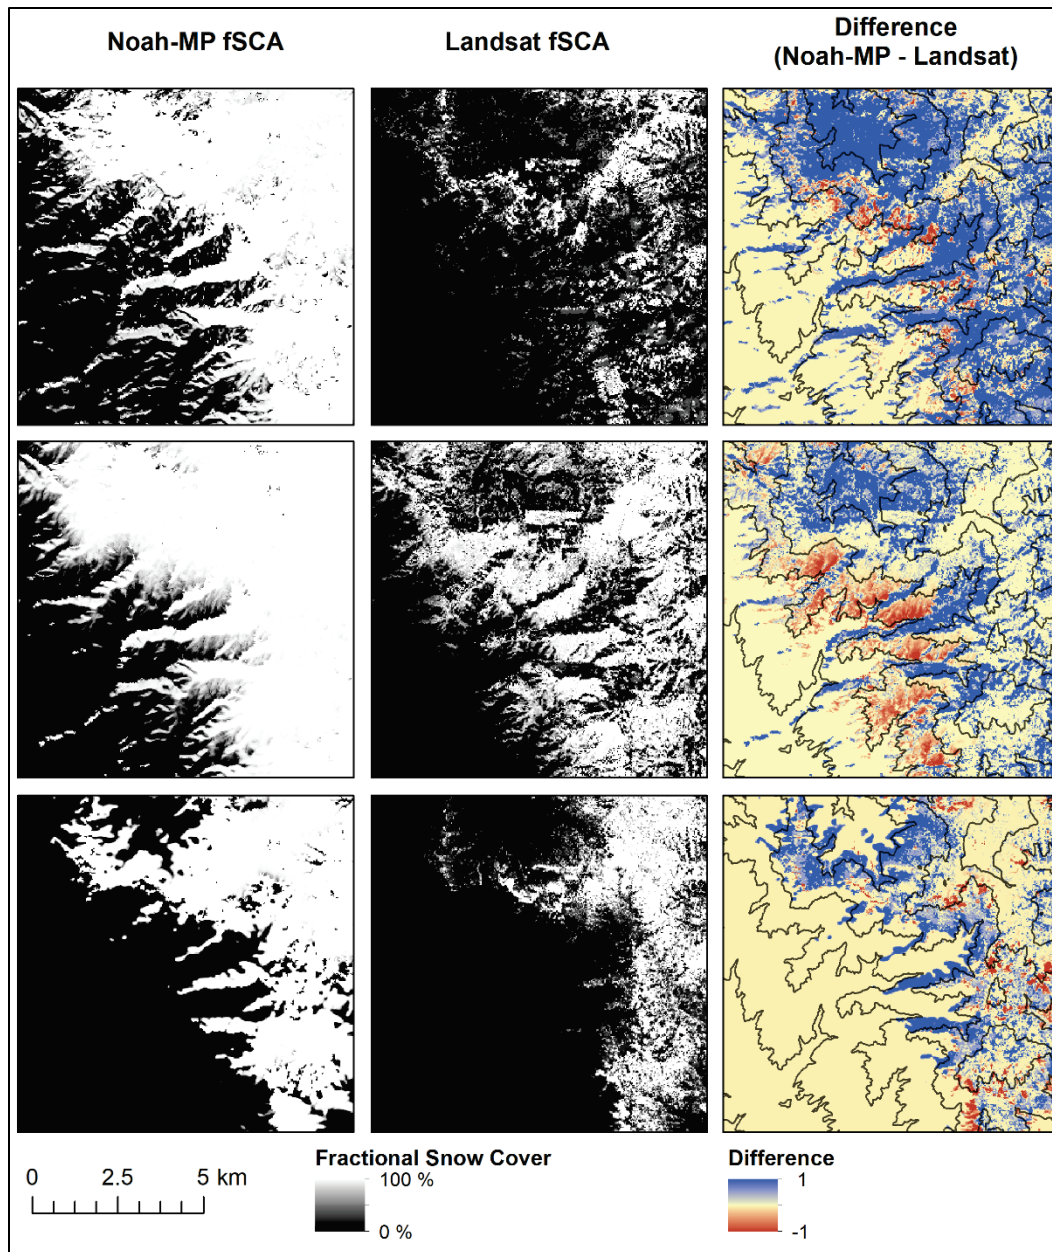 Noah-MP fSCA
Landsat fSCA
Difference
(Noah-MP - Landsat)
0 2.5 5 km
Fractional Snow Cover
100 %
0 %
Difference
1
-1